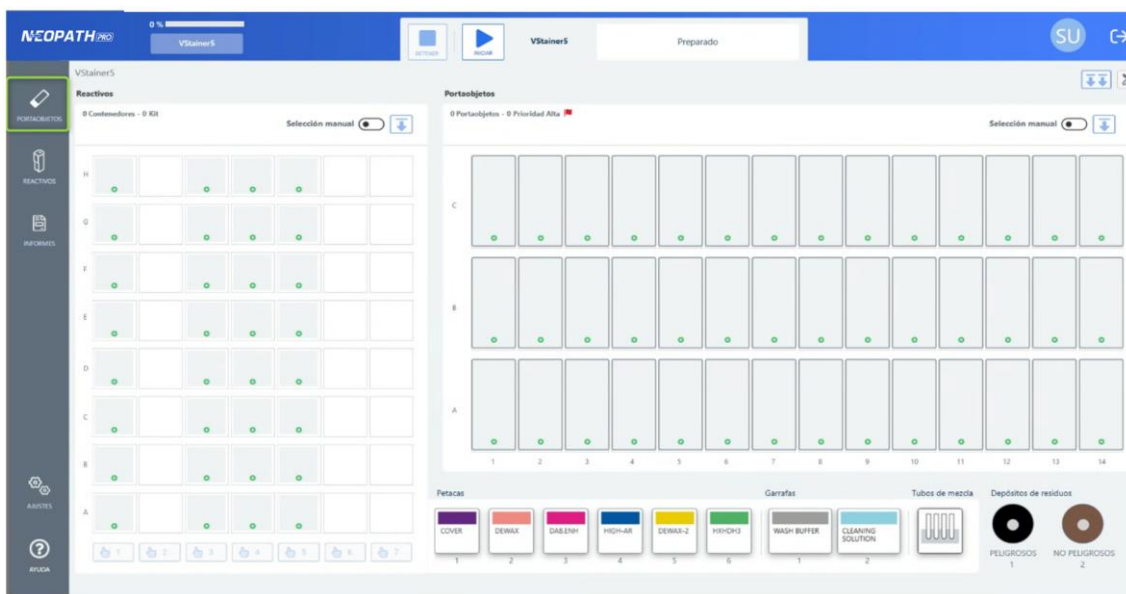 NEOPATH PRO
0 %
VStainer5
DETENER
INICIAR
VStainer5
Preparado
SU
PORTAOBJETOS
REACTIVOS
INFORMES
AJUSTES
AYUDA
VStainer5
Reactivos
0 Contenedores - 0 Kit
Selección manual
H
G
F
E
D
C
B
A
1 2 3 4 5 6 7
Portaobjetos
0 Portaobjetos - 0 Prioridad Alta
Selección manual
C
B
A
1 2 3 4 5 6 7 8 9 10 11 12 13 14
Petacas
COVER DEWAX DAB.ENH HIGH-AR DEWAX-2 HXHOH3
1 2 3 4 5 6
Garrafas
WASH BUFFER CLEANING
SOLUTION
1 2
Tubos de mezcla
Depósitos de residuos
PELIGROSOS NO PELIGROSOS
1 2